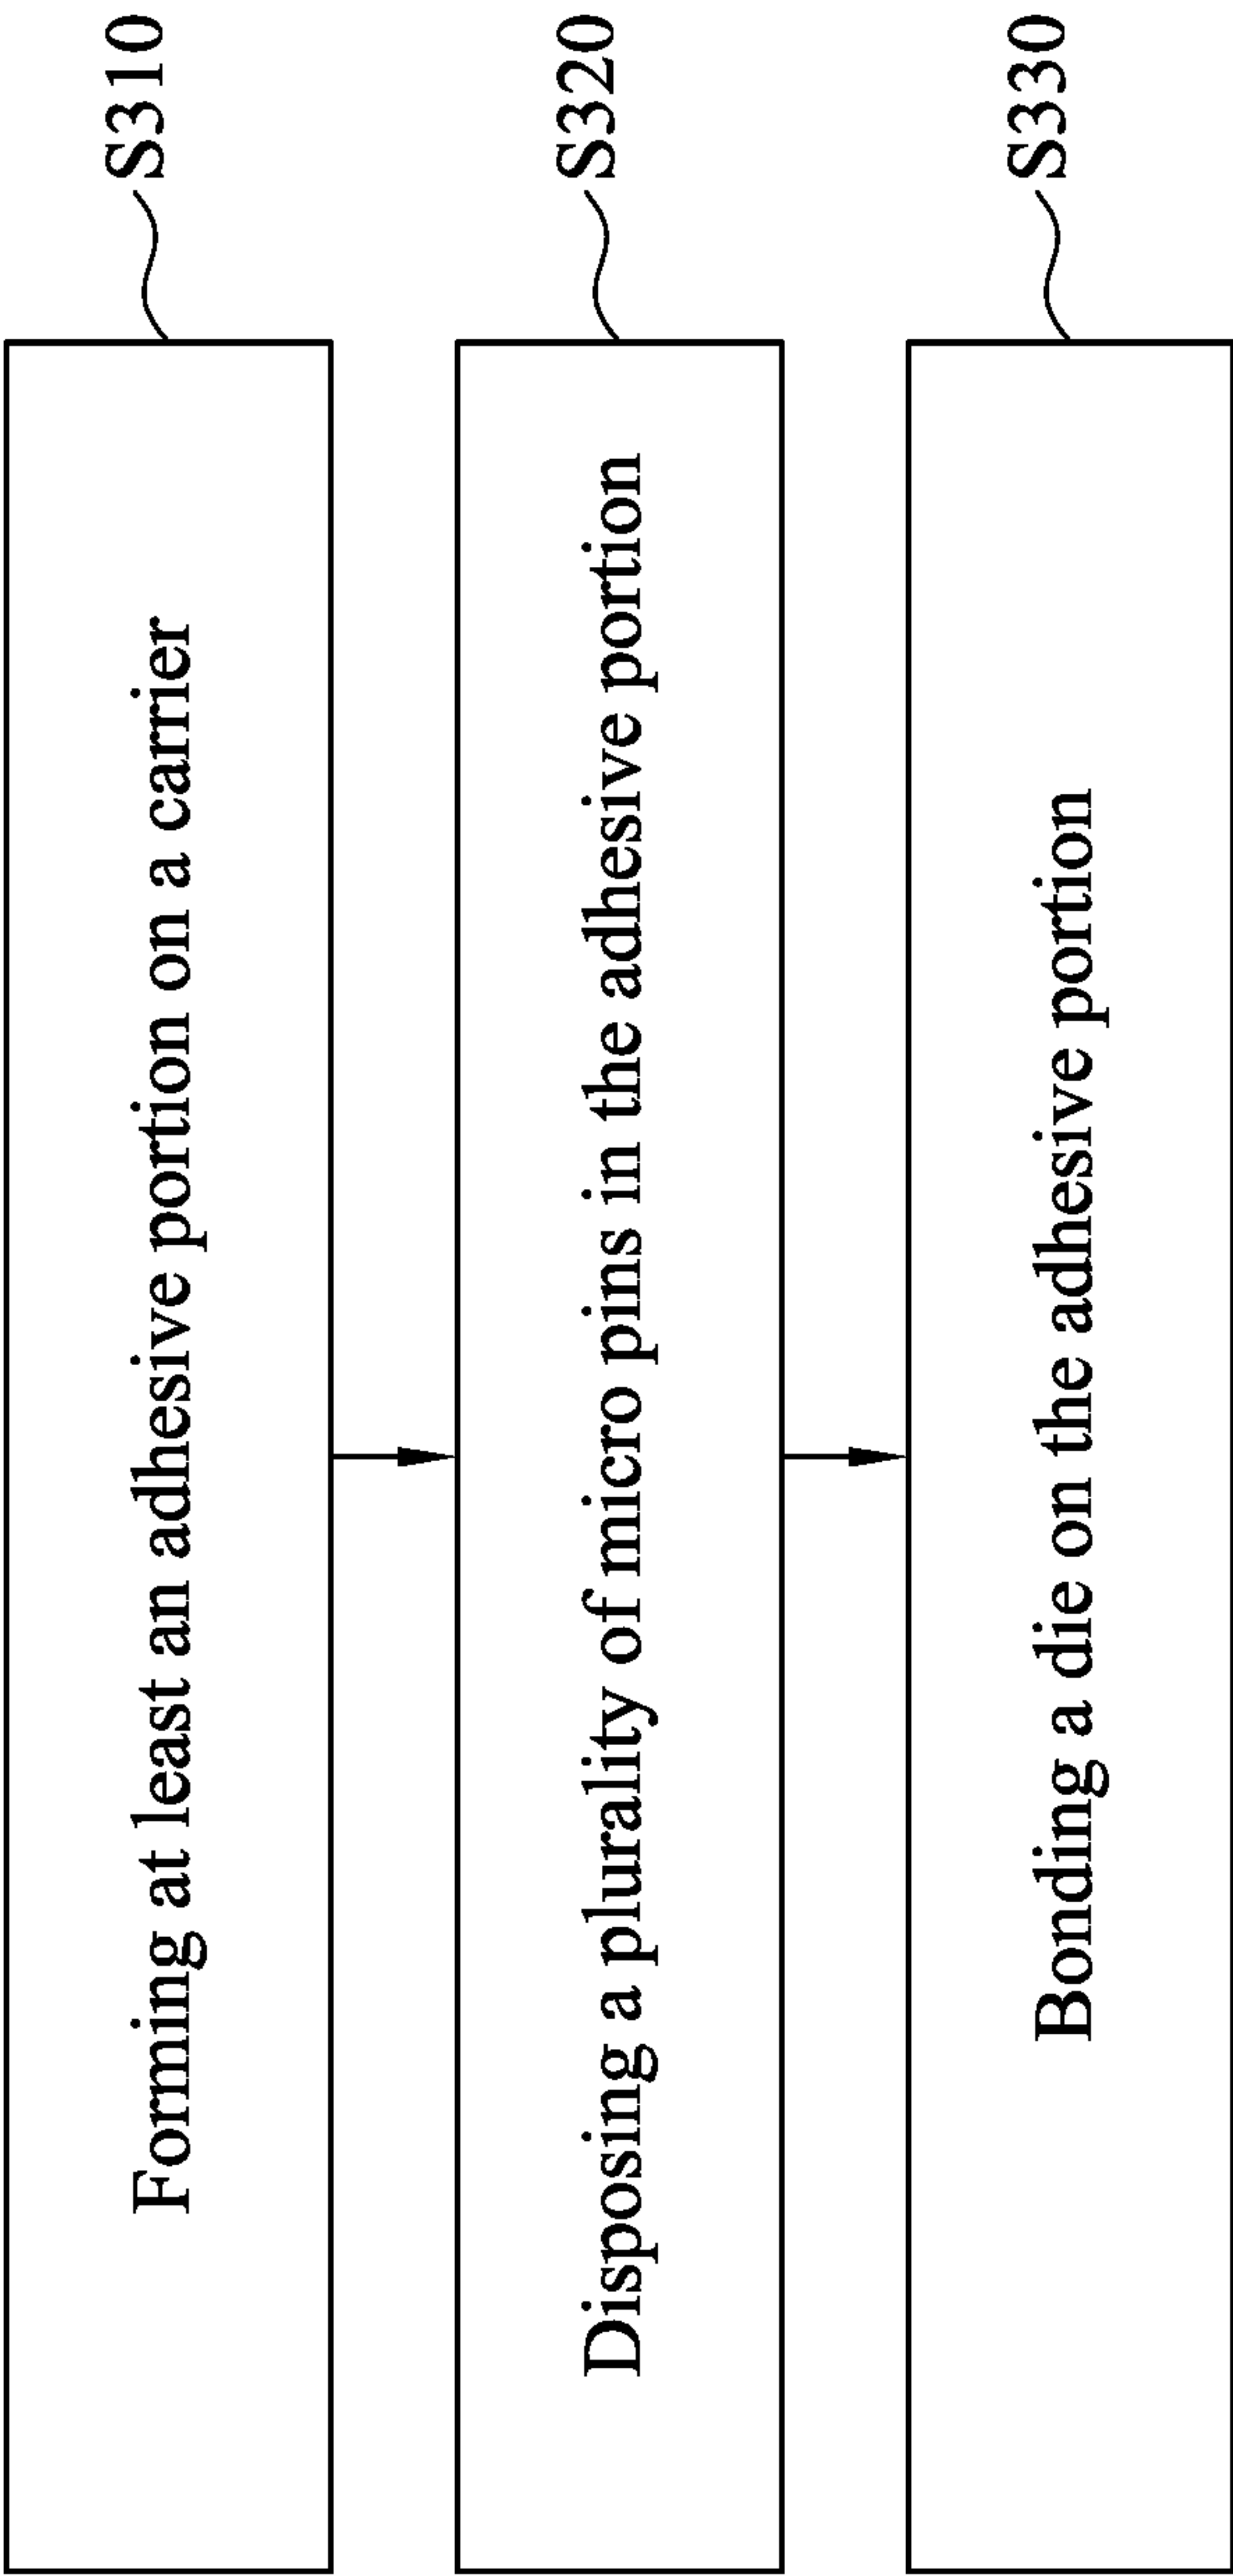 Forming at least an adhesive portion on a carrier
S310
Disposing a plurality of micro pins in the adhesive portion
S320
Bonding a die on the adhesive portion
S330